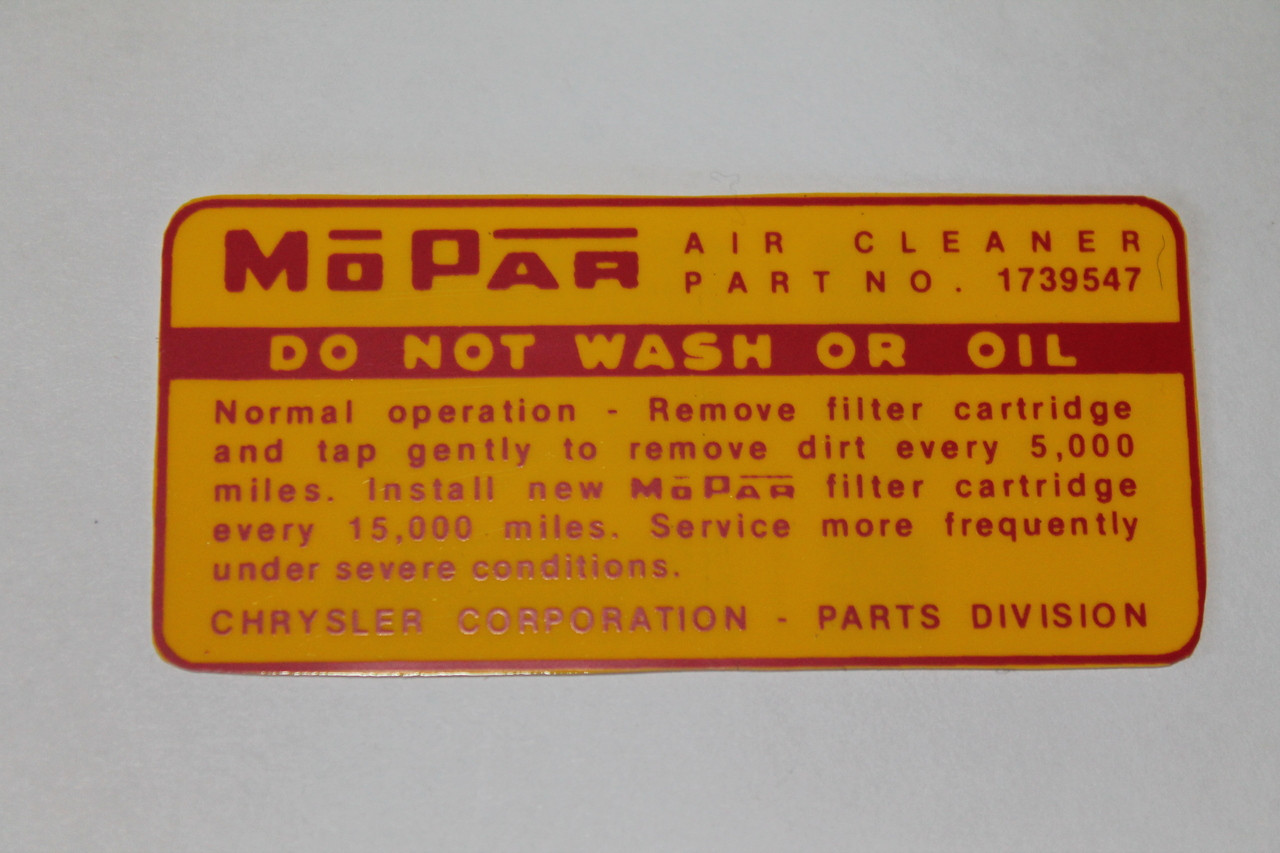 MoPar AIR CLEANER
PART NO. 1739547
DO NOT WASH OR OIL
Normal operation - Remove filter cartridge
and tap gently to remove dirt every 5,000
miles. Install new MoPar filter cartridge
every 15,000 miles. Service more frequently
under severe conditions.
CHRYSLER CORPORATION - PARTS DIVISION